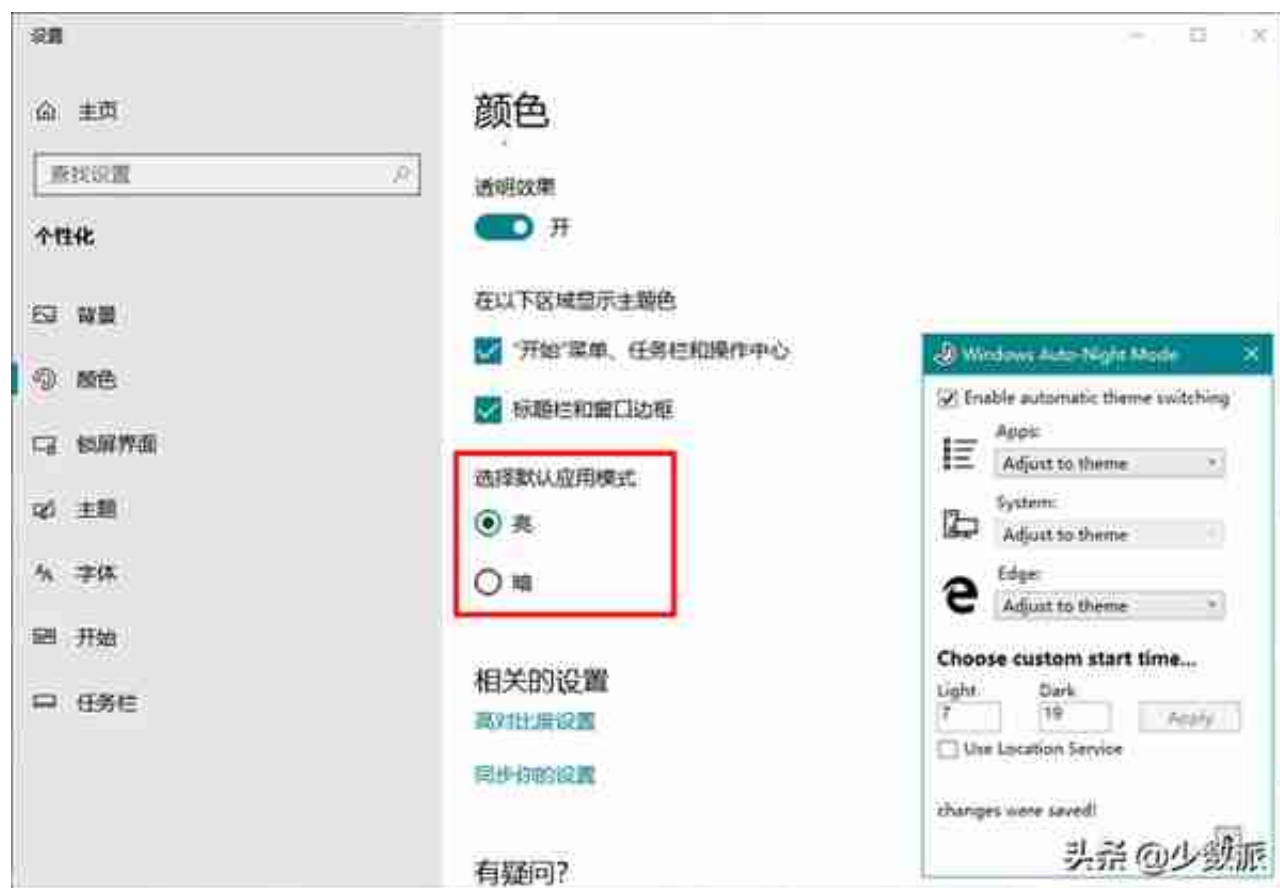 设置
主页
查找设置
个性化
背景
颜色
锁屏界面
主题
字体
开始
任务栏
颜色
透明效果
开
在以下区域显示主题色
"开始"菜单、任务栏和操作中心
标题栏和窗口边框
选择默认应用模式
亮
暗
相关的设置
高对比度设置
同步你的设置
有疑问?
Windows Auto-Night Mode
Enable automatic theme switching
Apps:
Adjust to theme
System:
Adjust to theme
Edge:
Adjust to theme
Choose custom start time...
Light Dark
7 19 Apply
Use Location Service
changes were saved!
头条 @少数派